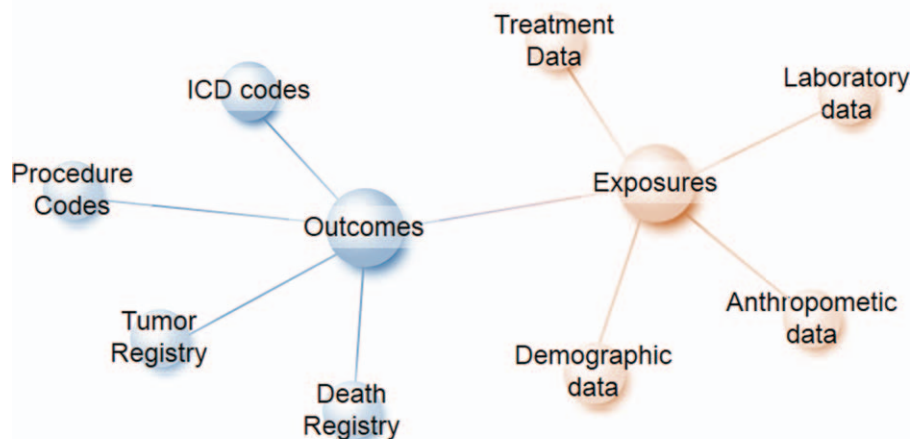 Treatment
Data
Laboratory
data
ICD codes
Procedure
Codes
Exposures
Outcomes
Anthropometic
data
Tumor
Registry
Demographic
data
Death
Registry